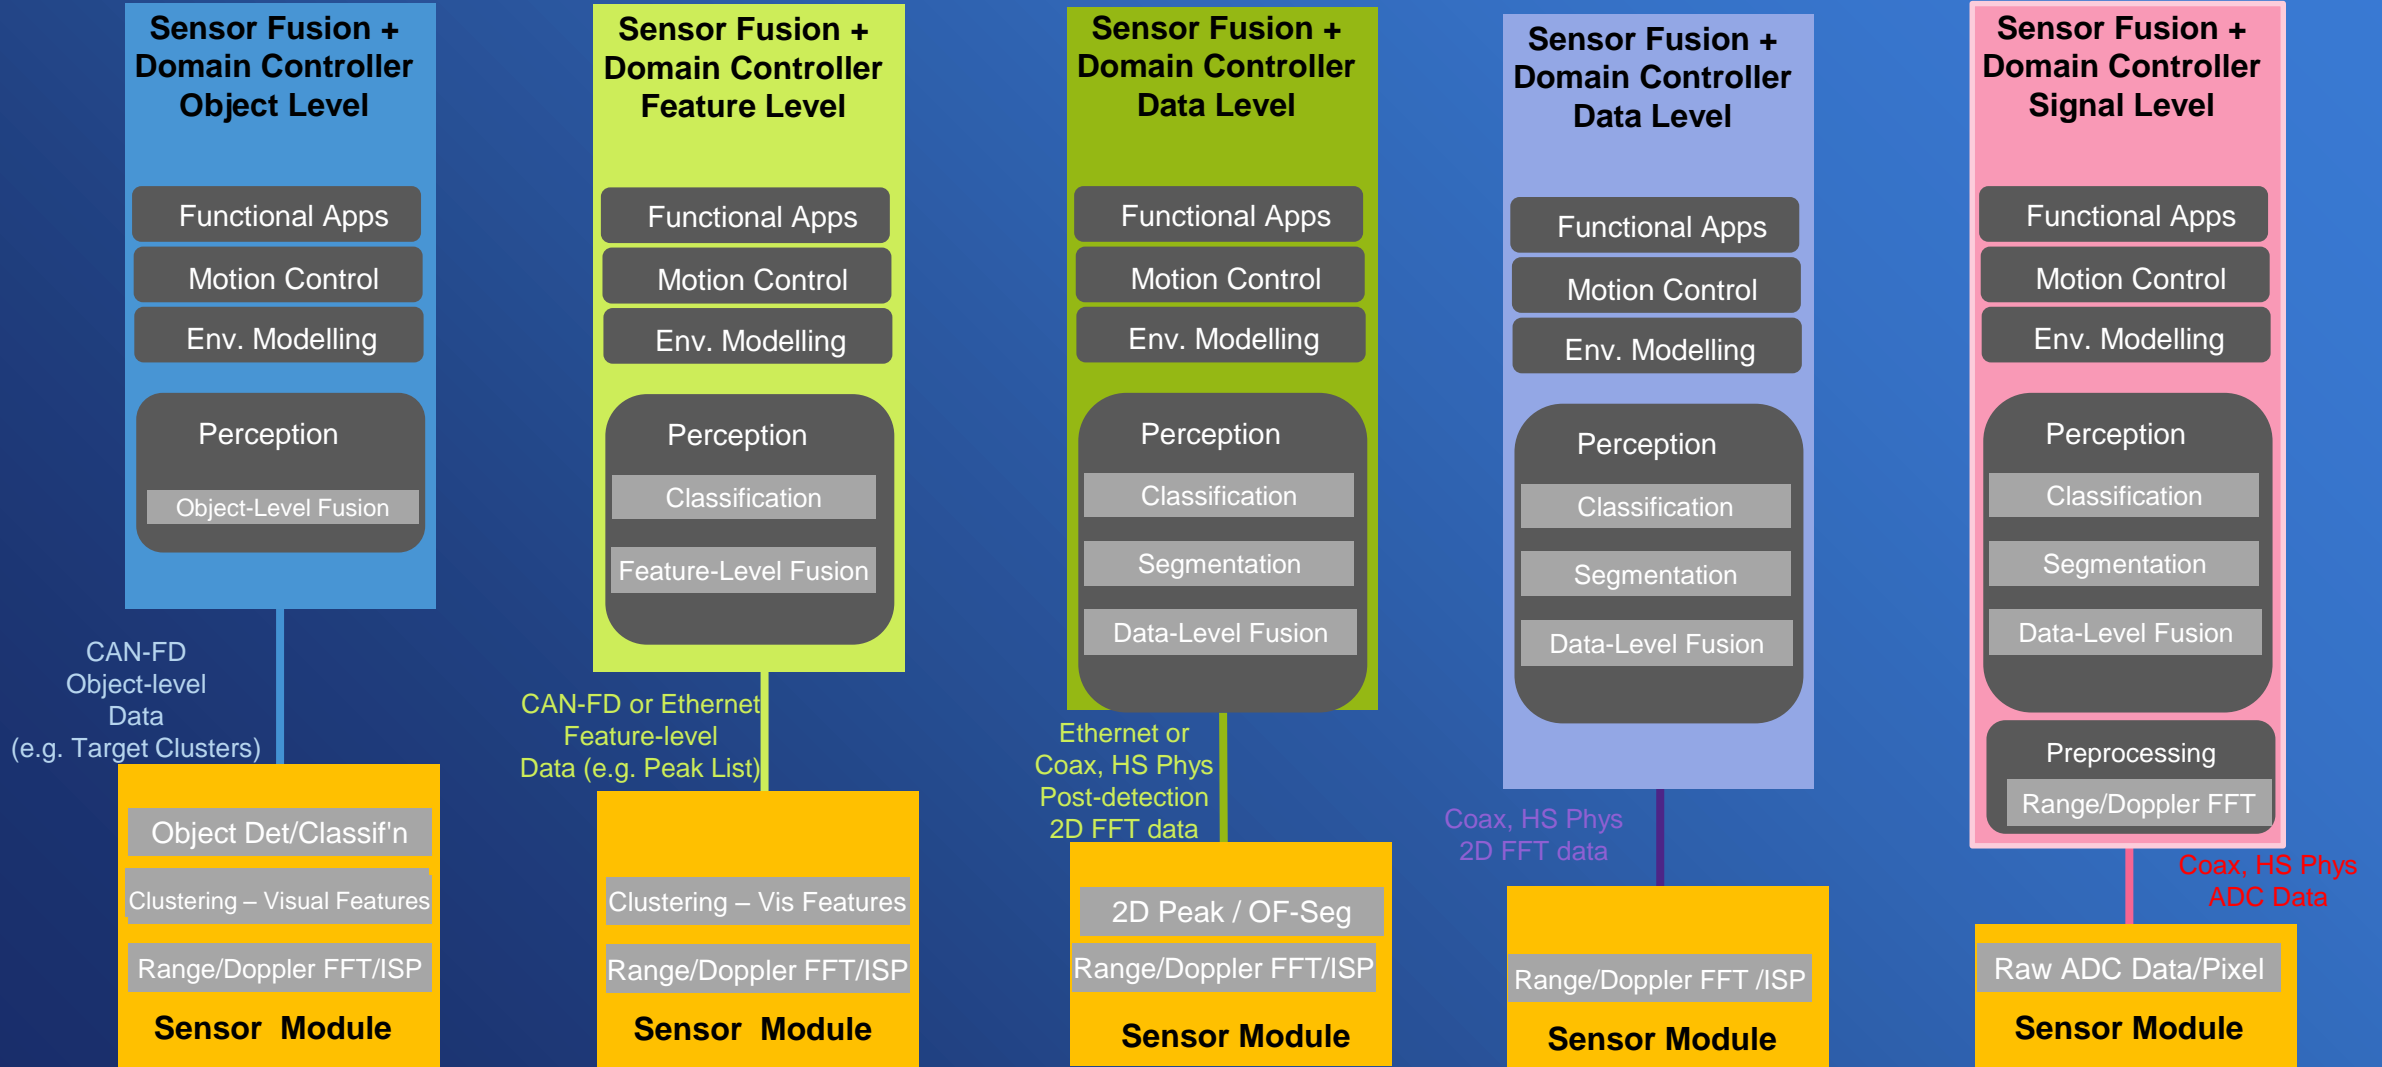 Sensor Fusion +
Domain Controller
Object Level
Functional Apps
Motion Control
Env. Modelling
Perception
Object-Level Fusion
CAN-FD
Object-level
Data
(e.g. Target Clusters)
Object Det/Classif'n
Clustering – Visual Features
Range/Doppler FFT/ISP
Sensor Module
Sensor Fusion +
Domain Controller
Feature Level
Functional Apps
Motion Control
Env. Modelling
Perception
Classification
Feature-Level Fusion
CAN-FD or Ethernet
Feature-level
Data (e.g. Peak List)
Clustering – Vis Features
Range/Doppler FFT/ISP
Sensor Module
Sensor Fusion +
Domain Controller
Data Level
Functional Apps
Motion Control
Env. Modelling
Perception
Classification
Segmentation
Data-Level Fusion
Ethernet or
Coax, HS Phys
Post-detection
2D FFT data
2D Peak / OF-Seg
Range/Doppler FFT/ISP
Sensor Module
Sensor Fusion +
Domain Controller
Data Level
Functional Apps
Motion Control
Env. Modelling
Perception
Classification
Segmentation
Data-Level Fusion
Coax, HS Phys
2D FFT data
Range/Doppler FFT /ISP
Sensor Module
Sensor Fusion +
Domain Controller
Signal Level
Functional Apps
Motion Control
Env. Modelling
Perception
Classification
Segmentation
Data-Level Fusion
Preprocessing
Range/Doppler FFT
Coax, HS Phys
ADC Data
Raw ADC Data/Pixel
Sensor Module